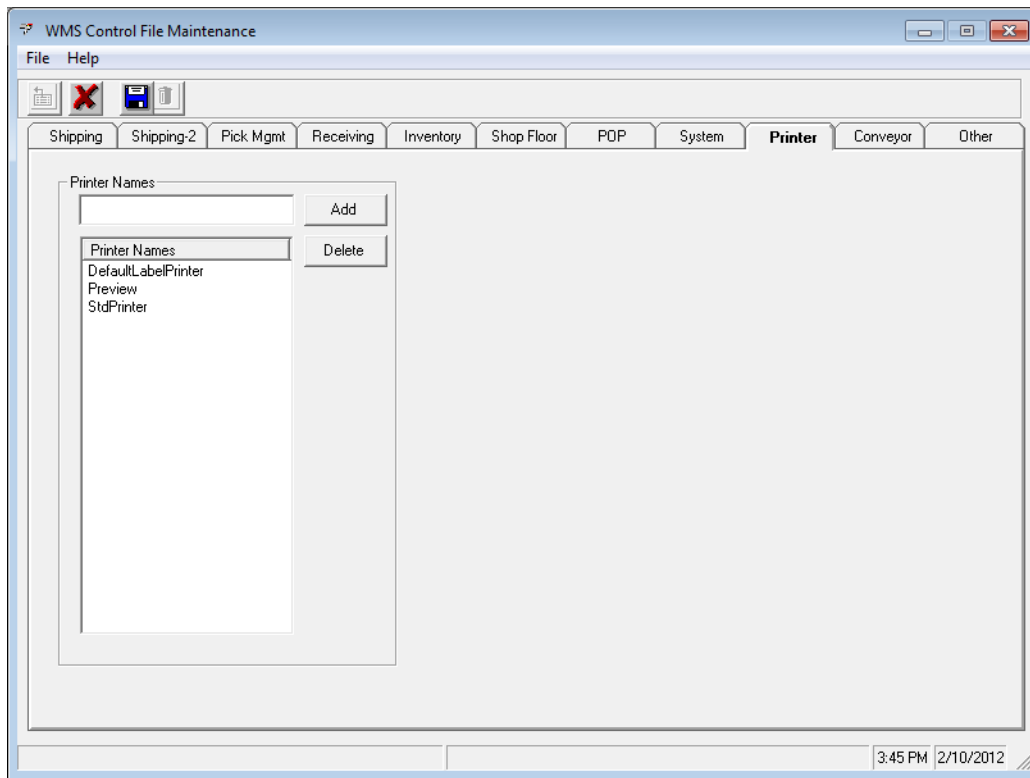 WMS Control File Maintenance
File Help
Shipping Shipping-2 Pick Mgmt Receiving Inventory Shop Floor POP System Printer Conveyor Other
Printer Names
Add
Printer Names Delete
DefaultLabelPrinter
Preview
StdPrinter
3:45 PM 2/10/2012